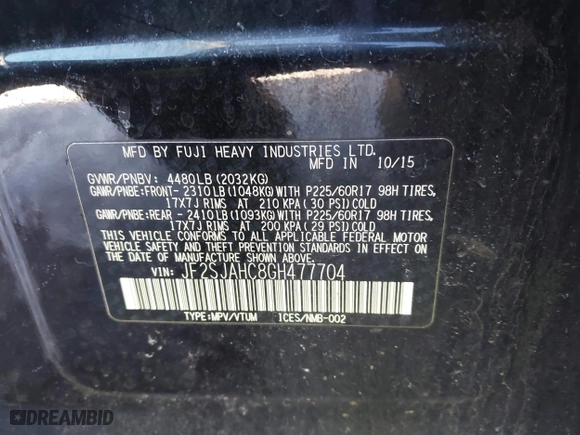 MFD BY FUJI HEAVY INDUSTRIES LTD.
MFD IN 10/15
GVWR/PNBV: 4480LB (2032KG)
GAWR/PNBE:FRONT- 2310LB(1048KG)WITH P225/60R17 98H TIRES,
17X7J RIMS AT 210 KPA( 30 PSI)COLD
GAWR/PNBE:REAR - 2410LB(1093KG)WITH P225/60R17 98H TIRES,
17X7J RIMS AT 200 KPA( 29 PSI)COLD
THIS VEHICLE CONFORMS TO ALL APPLICABLE FEDERAL MOTOR
VEHICLE SAFETY AND THEFT PREVENTION STANDARDS IN EFFECT
ON THE DATE OF MANUFACTURE SHOWN ABOVE.
VIN: JF2SJAHC8GH477704
TYPE:MPV/VTUM ICES/NMB-002
DREAMBID